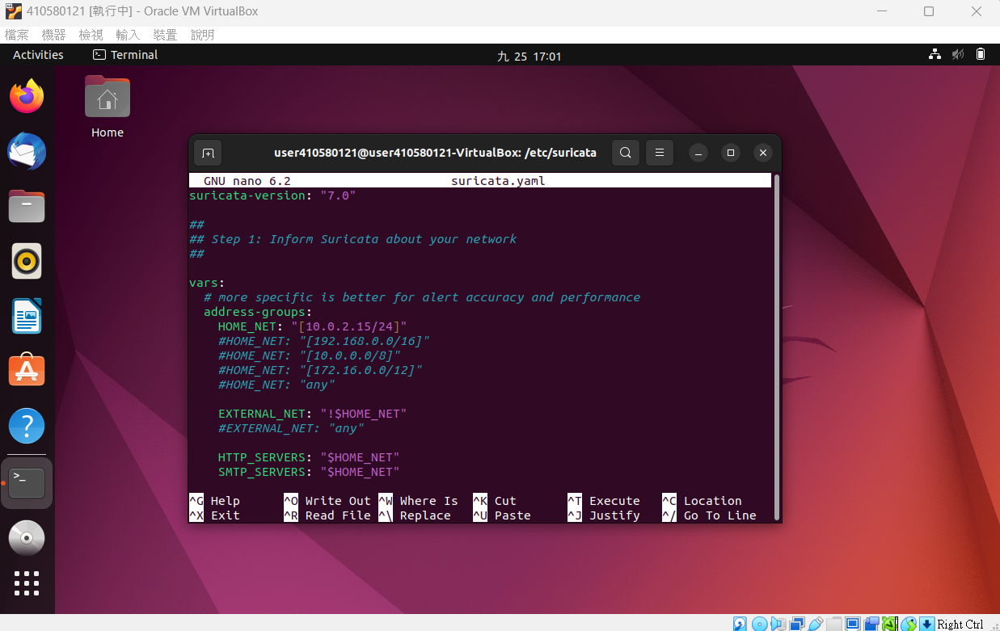 410580121 [執行中] - Oracle VM VirtualBox
檔案 機器 檢視 輸入 裝置 說明
Activities Terminal 九 25 17:01
Home
user410580121@user410580121-VirtualBox: /etc/suricata
GNU nano 6.2 suricata.yaml
suricata-version: "7.0"
##
## Step 1: Inform Suricata about your network
##
vars:
# more specific is better for alert accuracy and performance
address-groups:
HOME_NET: "[10.0.2.15/24]"
#HOME_NET: "[192.168.0.0/16]"
#HOME_NET: "[10.0.0.0/8]"
#HOME_NET: "[172.16.0.0/12]"
#HOME_NET: "any"
EXTERNAL_NET: "!$HOME_NET"
#EXTERNAL_NET: "any"
HTTP_SERVERS: "$HOME_NET"
SMTP_SERVERS: "$HOME_NET"
^G Help ^O Write Out ^W Where Is ^K Cut ^T Execute ^C Location
^X Exit ^R Read File ^\ Replace ^U Paste ^J Justify ^/ Go To Line
Right Ctrl